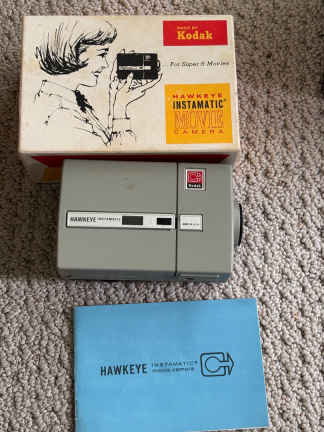 MADE BY
Kodak
For Super 8 Movies
HAWKEYE
INSTAMATIC®
MOVIE
CAMERA
Kodak
HAWKEYE INSTAMATIC
HAWKEYE INSTAMATIC®
movie camera